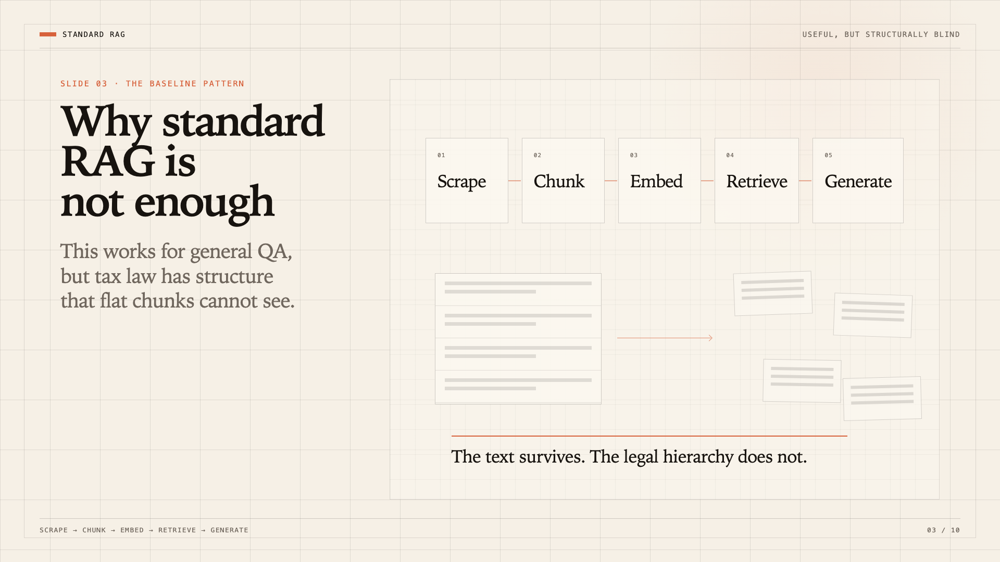 STANDARD RAG
USEFUL, BUT STRUCTURALLY BLIND
SLIDE 03 · THE BASELINE PATTERN
Why standard
RAG is
not enough
This works for general QA,
but tax law has structure
that flat chunks cannot see.
01
Scrape
02
Chunk
03
Embed
04
Retrieve
05
Generate
The text survives. The legal hierarchy does not.
SCRAPE → CHUNK → EMBED → RETRIEVE → GENERATE
03 / 10